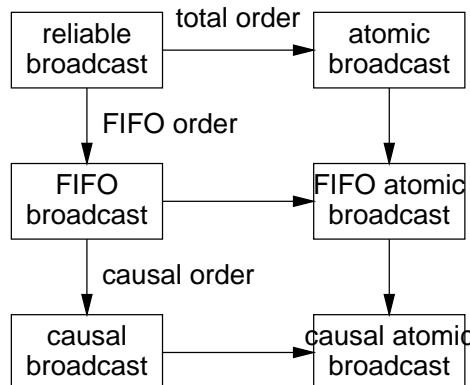 reliable
broadcast
total order
atomic
broadcast
FIFO order
FIFO
broadcast
FIFO atomic
broadcast
causal order
causal
broadcast
causal atomic
broadcast